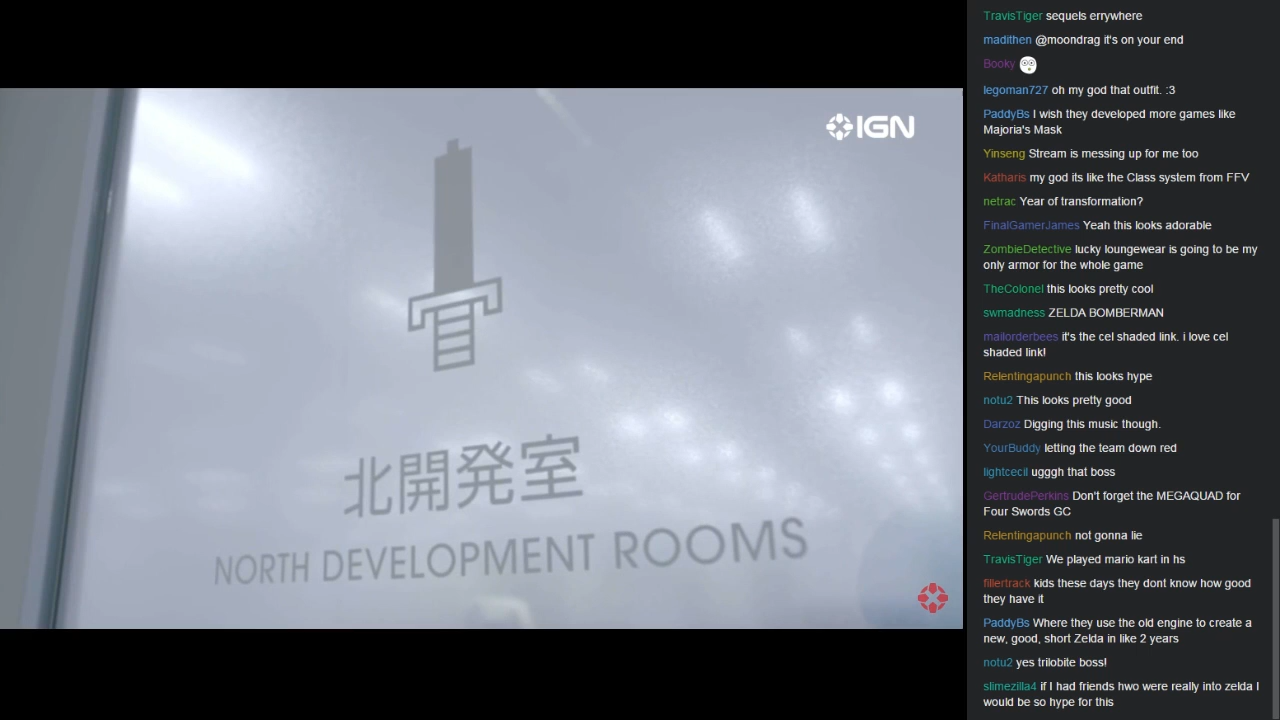 IGN
北開発室
NORTH DEVELOPMENT ROOMS
TravisTiger sequels errywhere
madithen @moondrag it's on your end
Booky
legoman727 oh my god that outfit. :3
PaddyBs I wish they developed more games like
Majoria's Mask
Yinseng Stream is messing up for me too
Katharis my god its like the Class system from FFV
netrac Year of transformation?
FinalGamerJames Yeah this looks adorable
ZombieDetective lucky loungewear is going to be my
only armor for the whole game
TheColonel this looks pretty cool
swmadness ZELDA BOMBERMAN
mailorderbees it's the cel shaded link. i love cel
shaded link!
Relentingapunch this looks hype
notu2 This looks pretty good
Darzoz Digging this music though.
YourBuddy letting the team down red
lightcecil ugggh that boss
GertrudePerkins Don't forget the MEGAQUAD for
Four Swords GC
Relentingapunch not gonna lie
TravisTiger We played mario kart in hs
fillertrack kids these days they dont know how good
they have it
PaddyBs Where they use the old engine to create a
new, good, short Zelda in like 2 years
notu2 yes trilobite boss!
slimezilla4 if I had friends hwo were really into zelda I
would be so hype for this